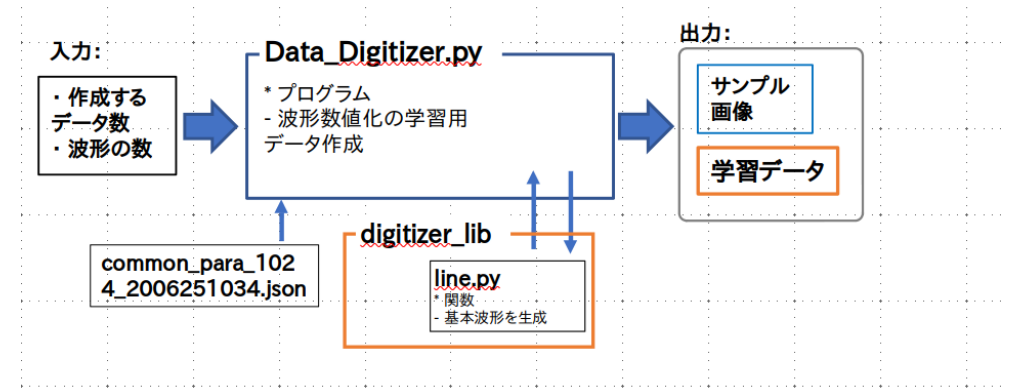 入力：
・作成する
データ数
・波形の数
Data_Digitizer.py
* プログラム
- 波形数値化の学習用
データ作成
出力：
サンプル
画像
学習データ
common_para_102
4_2006251034.json
digitizer_lib
line.py
* 関数
- 基本波形を生成